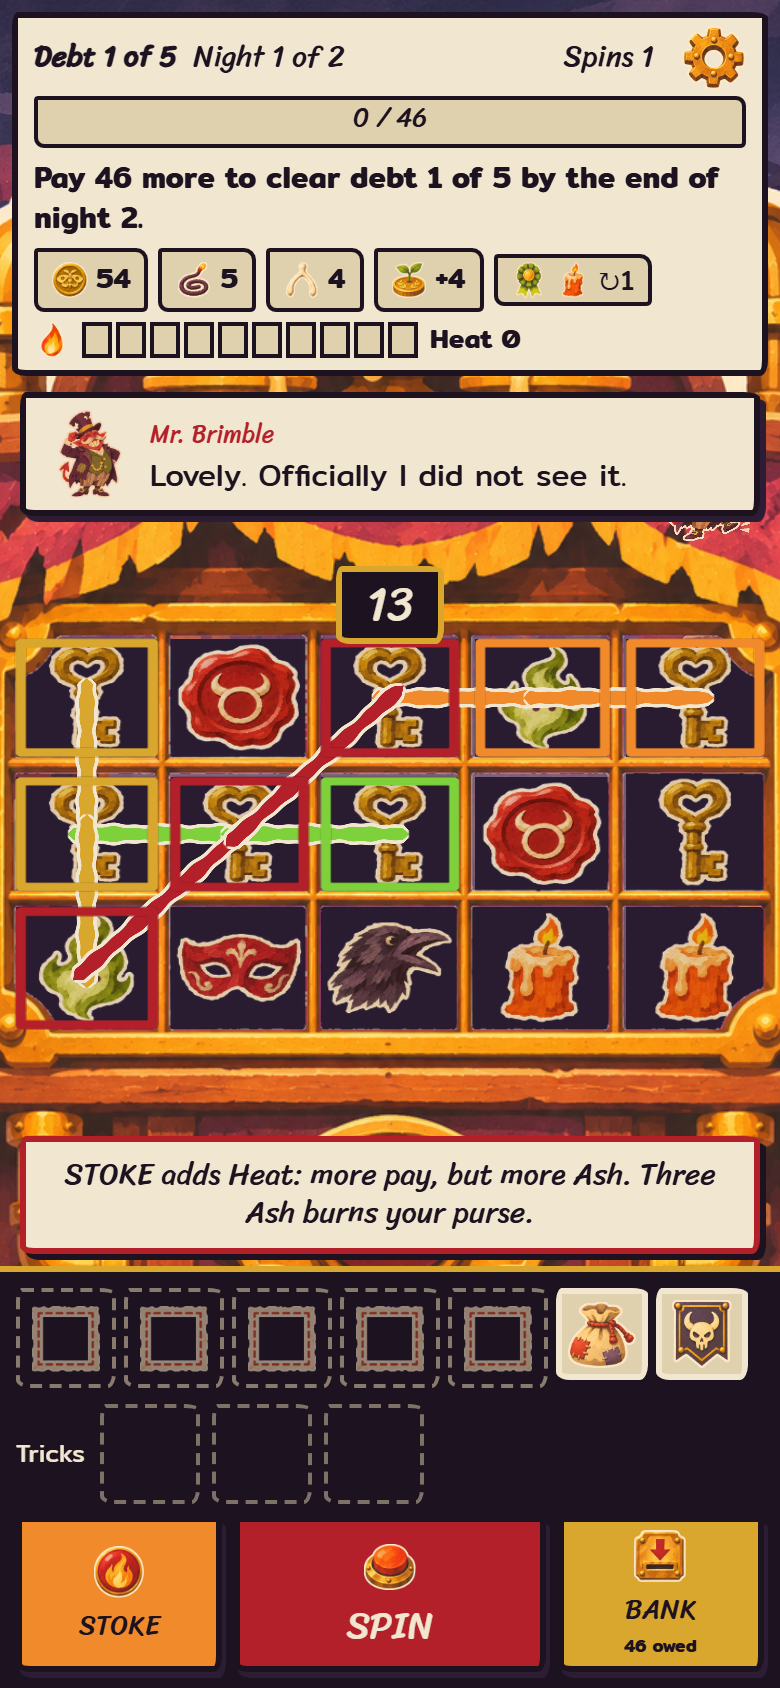 Debt 1 of 5 Night 1 of 2 Spins 1
0 / 46
Pay 46 more to clear debt 1 of 5 by the end of
night 2.
54 5 4 +4 ↻1
Heat 0
Mr. Brimble
Lovely. Officially I did not see it.
13
STOKE adds Heat: more pay, but more Ash. Three
Ash burns your purse.
Tricks
STOKE
SPIN
BANK
46 owed